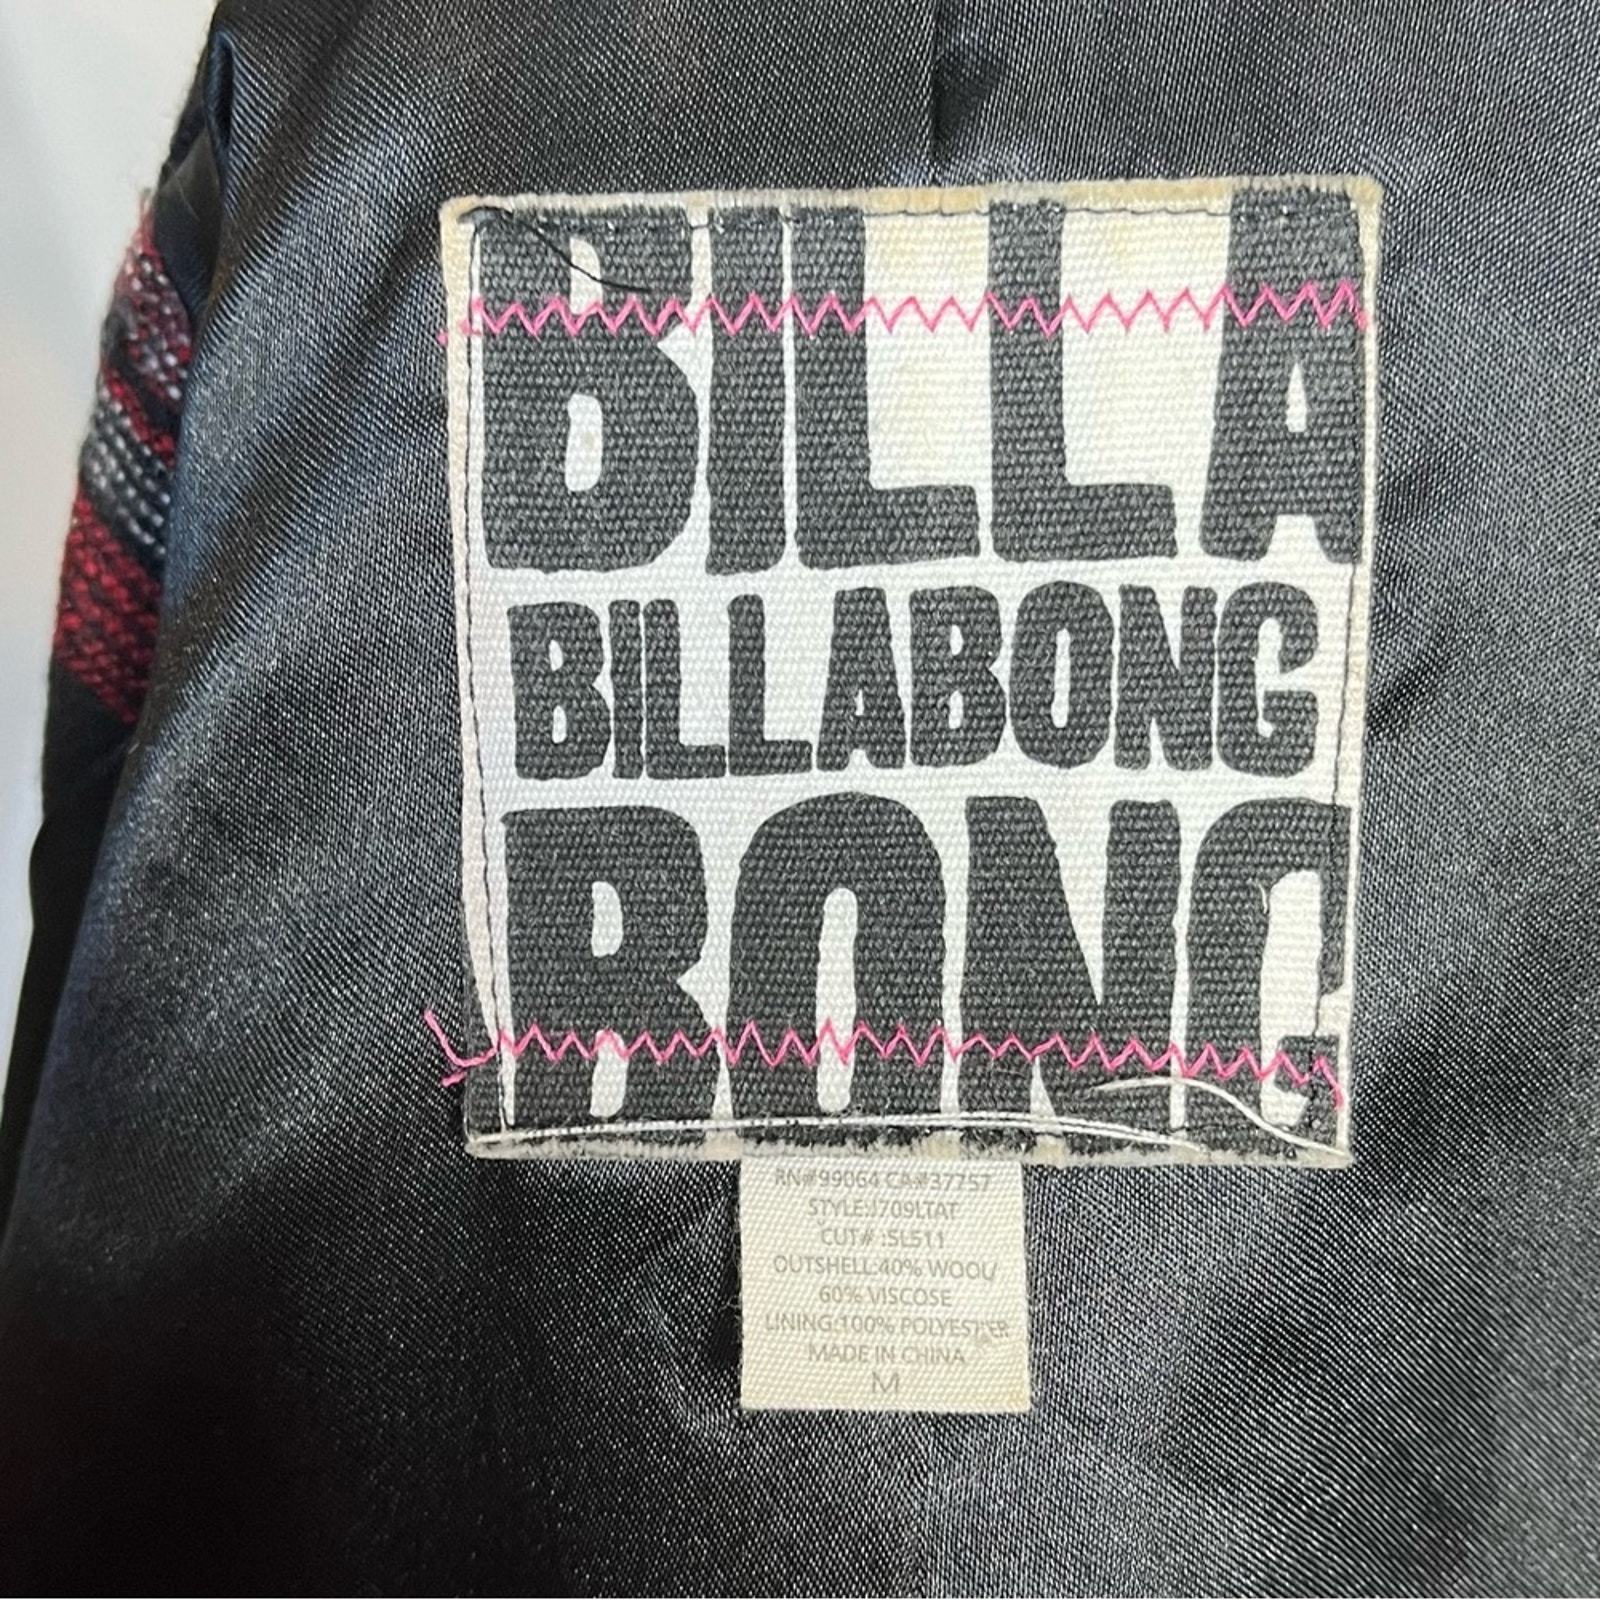 BILLA
BILLABONG
BONG
RN#99064 CA#37757
STYLE:J709LTAT
CUT# :5L511
OUTSHELL:40% WOOL/
60% VISCOSE
LINING:100% POLYESTER
MADE IN CHINA
M